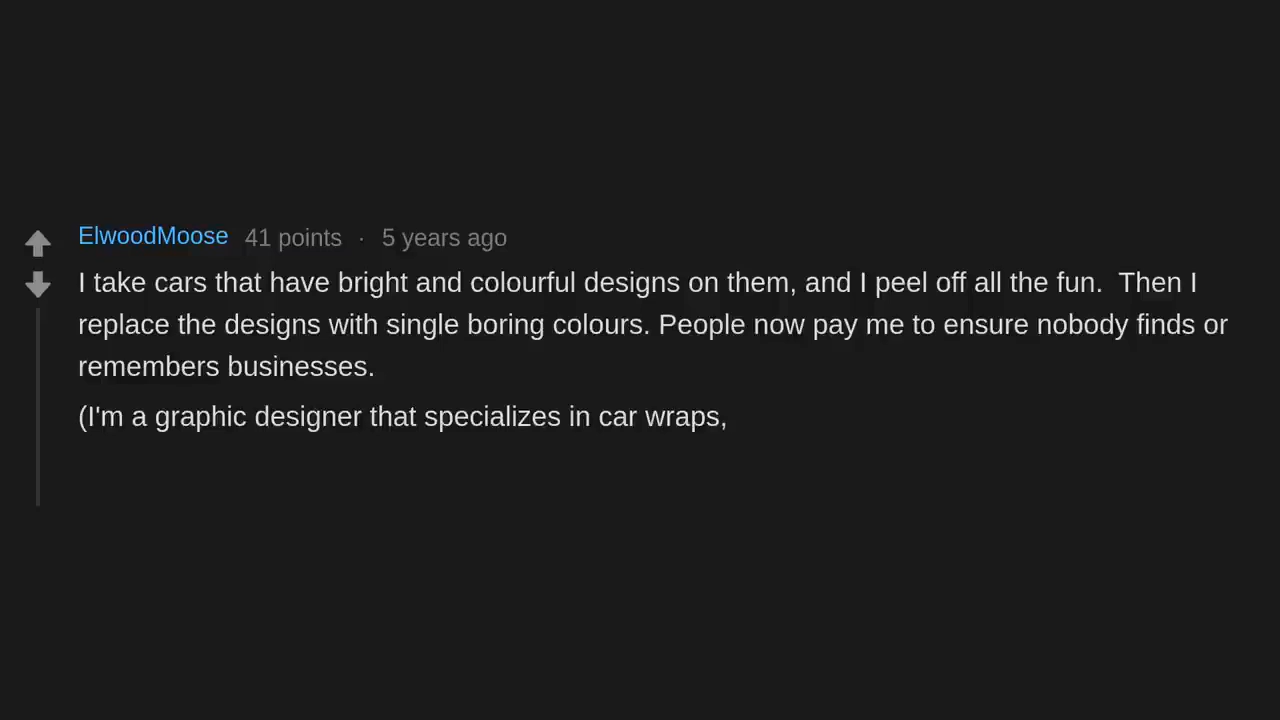 ElwoodMoose 41 points · 5 years ago
I take cars that have bright and colourful designs on them, and I peel off all the fun.  Then I
replace the designs with single boring colours. People now pay me to ensure nobody finds or
remembers businesses.
(I'm a graphic designer that specializes in car wraps,